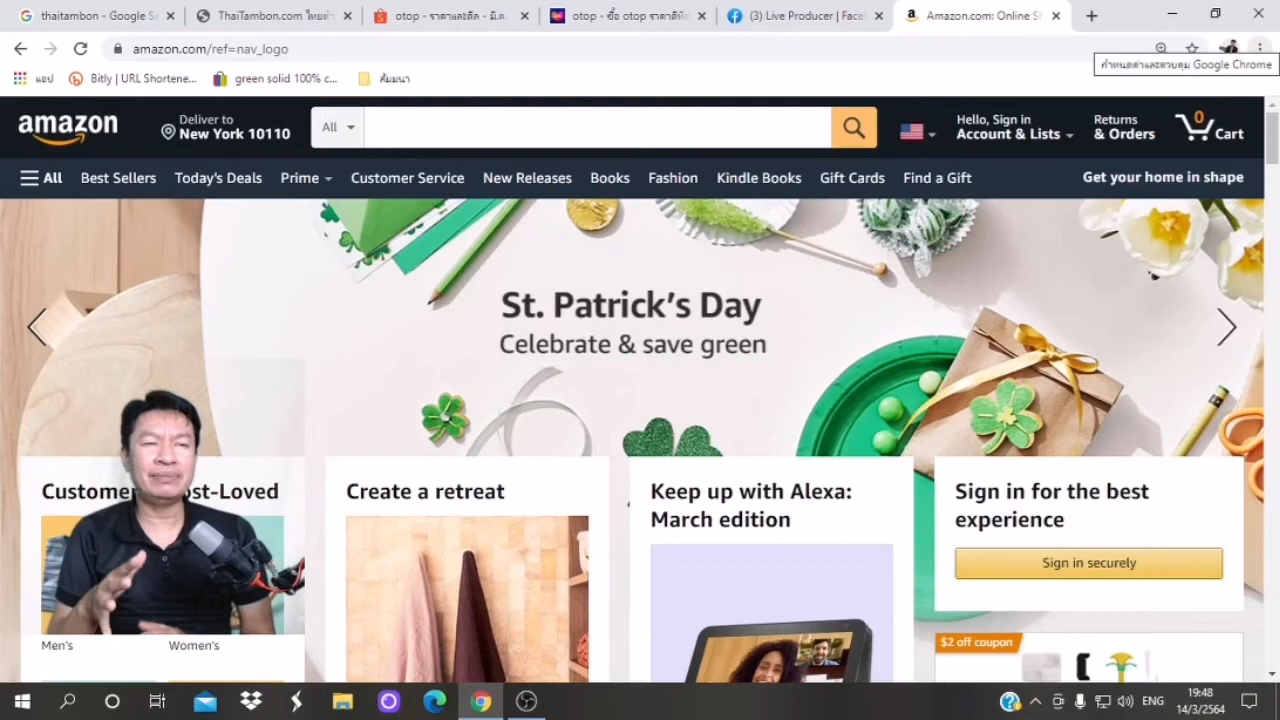 thaitambon - Google Se
ThaiTambon.com ไทยตำ
otop - ราคาและดีล - มี.ค.
otop - ซื้อ otop ราคาดีที่ส
(3) Live Producer | Face
Amazon.com: Online Sh
amazon.com/ref=nav_logo
กำหนดค่าและควบคุม Google Chrome
แอป
Bitly | URL Shortene...
green solid 100% c...
สัมมนา
amazon
Deliver to
New York 10110
All
Hello, Sign in
Account & Lists
Returns
& Orders
0
Cart
All
Best Sellers
Today's Deals
Prime
Customer Service
New Releases
Books
Fashion
Kindle Books
Gift Cards
Find a Gift
Get your home in shape
St. Patrick's Day
Celebrate & save green
Customer ost-Loved
Create a retreat
Keep up with Alexa:
March edition
Sign in for the best
experience
Sign in securely
Men's
Women's
$2 off coupon
ENG
19:48
14/3/2564